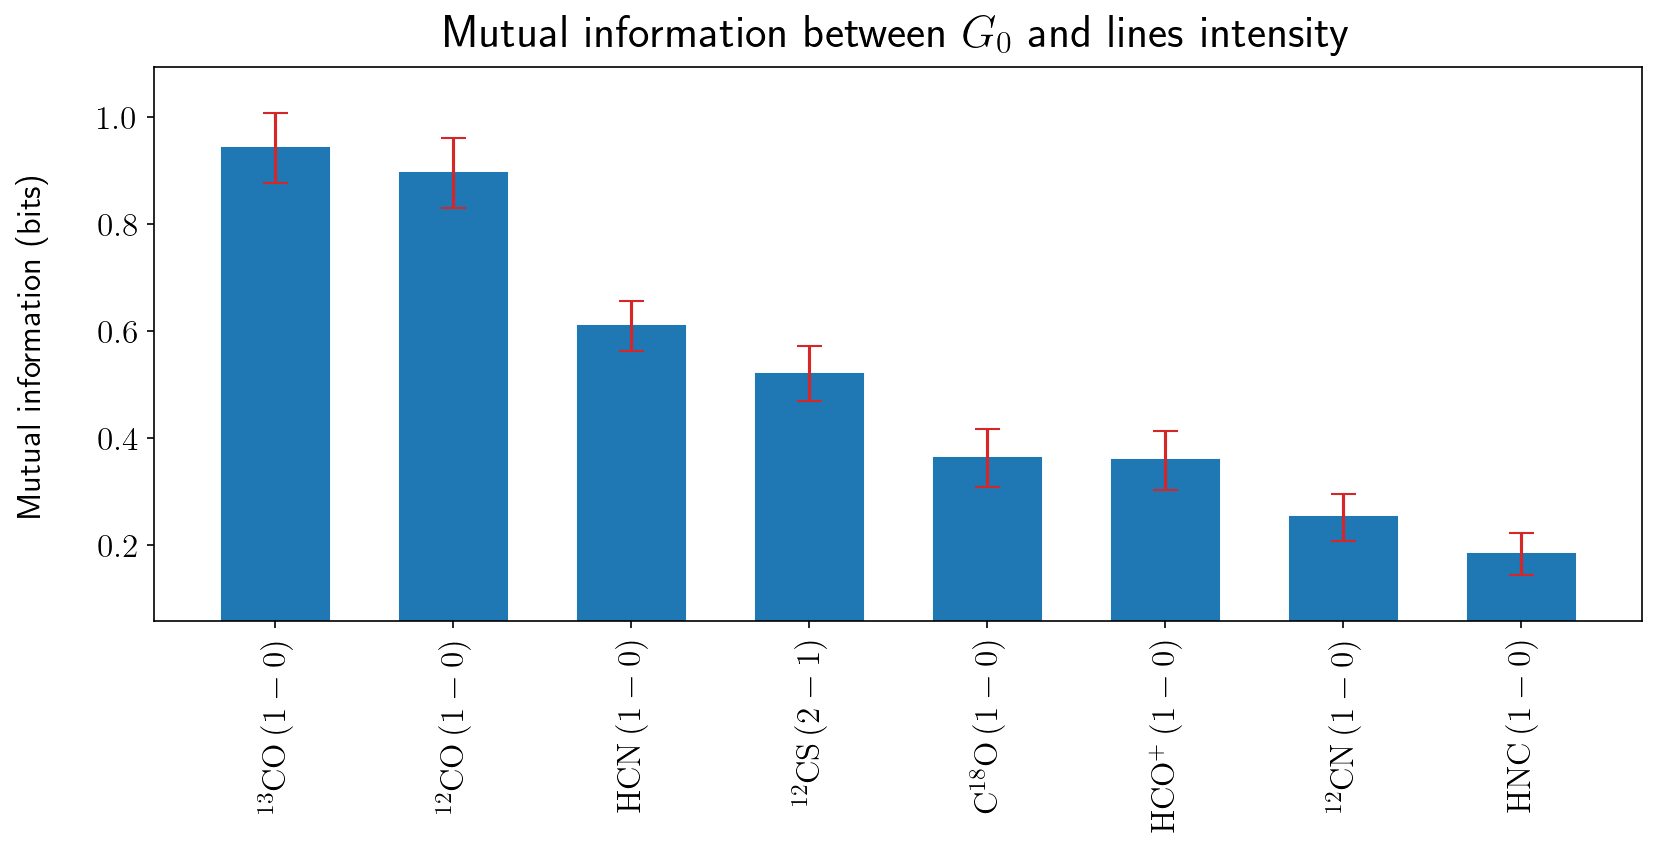 Mutual information between G₀ and lines intensity
Mutual information (bits)
1.0
0.8
0.6
0.4
0.2
¹³CO (1 − 0)
¹²CO (1 − 0)
HCN (1 − 0)
¹²CS (2 − 1)
C¹⁸O (1 − 0)
HCO⁺ (1 − 0)
¹²CN (1 − 0)
HNC (1 − 0)